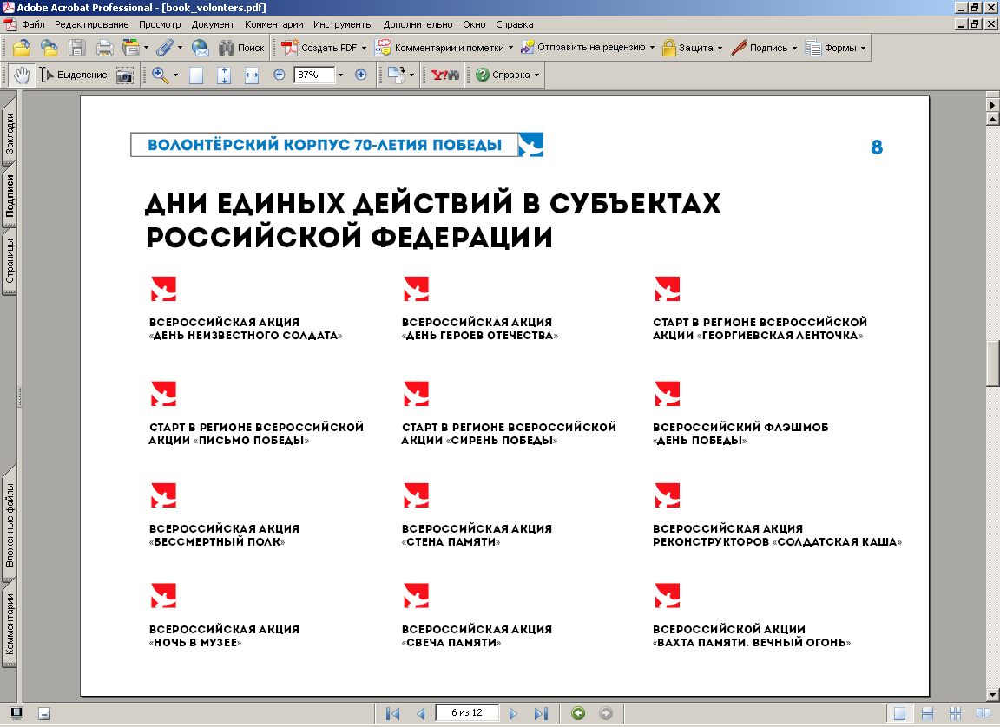 Adobe Acrobat Professional - [book_volonters.pdf]
Файл Редактирование Просмотр Документ Комментарии Инструменты Дополнительно Окно Справка
Поиск Создать PDF Комментарии и пометки Отправить на рецензию Защита Подпись Формы
Выделение 87% Y! Справка
Закладки
Подписи
Страницы
Вложенные файлы
Комментарии
ВОЛОНТЁРСКИЙ КОРПУС 70-ЛЕТИЯ ПОБЕДЫ
8
ДНИ ЕДИНЫХ ДЕЙСТВИЙ В СУБЪЕКТАХ
РОССИЙСКОЙ ФЕДЕРАЦИИ
ВСЕРОССИЙСКАЯ АКЦИЯ
«ДЕНЬ НЕИЗВЕСТНОГО СОЛДАТА»
ВСЕРОССИЙСКАЯ АКЦИЯ
«ДЕНЬ ГЕРОЕВ ОТЕЧЕСТВА»
СТАРТ В РЕГИОНЕ ВСЕРОССИЙСКОЙ
АКЦИИ «ГЕОРГИЕВСКАЯ ЛЕНТОЧКА»
СТАРТ В РЕГИОНЕ ВСЕРОССИЙСКОЙ
АКЦИИ «ПИСЬМО ПОБЕДЫ»
СТАРТ В РЕГИОНЕ ВСЕРОССИЙСКОЙ
АКЦИИ «СИРЕНЬ ПОБЕДЫ»
ВСЕРОССИЙСКИЙ ФЛЭШМОБ
«ДЕНЬ ПОБЕДЫ»
ВСЕРОССИЙСКАЯ АКЦИЯ
«БЕССМЕРТНЫЙ ПОЛК»
ВСЕРОССИЙСКАЯ АКЦИЯ
«СТЕНА ПАМЯТИ»
ВСЕРОССИЙСКАЯ АКЦИЯ
РЕКОНСТРУКТОРОВ «СОЛДАТСКАЯ КАША»
ВСЕРОССИЙСКАЯ АКЦИЯ
«НОЧЬ В МУЗЕЕ»
ВСЕРОССИЙСКАЯ АКЦИЯ
«СВЕЧА ПАМЯТИ»
ВСЕРОССИЙСКОЙ АКЦИИ
«ВАХТА ПАМЯТИ. ВЕЧНЫЙ ОГОНЬ»
6 из 12